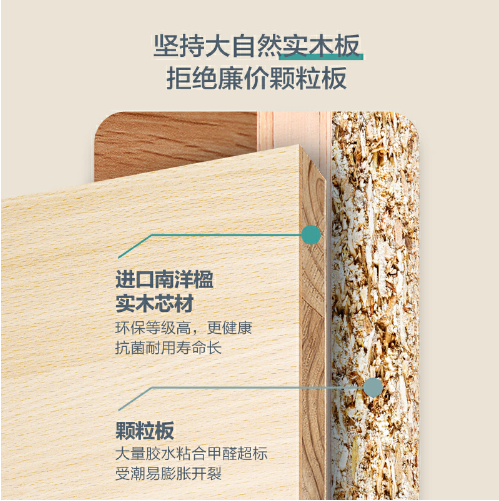 坚持大自然实木板
拒绝廉价颗粒板
进口南洋楹
实木芯材
环保等级高，更健康
抗菌耐用寿命长
颗粒板
大量胶水粘合甲醛超标
受潮易膨胀开裂